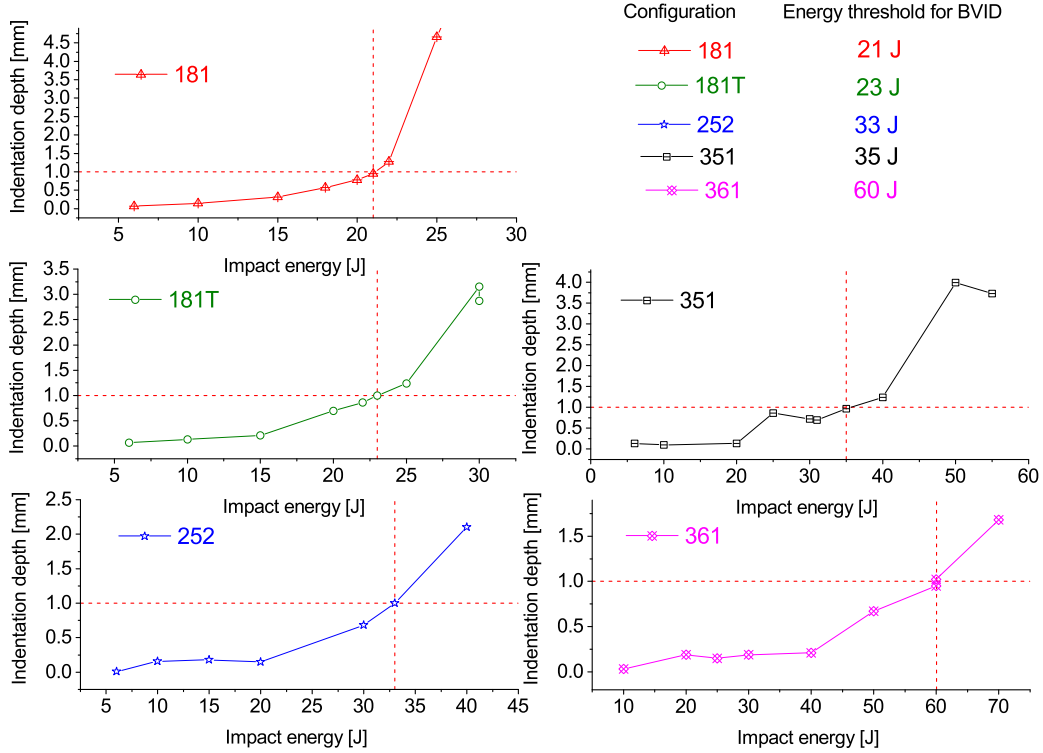 Configuration Energy threshold for BVID
181 21 J
181T 23 J
252 33 J
351 35 J
361 60 J
Indentation depth [mm]
4.5
4.0
3.5
3.0
2.5
2.0
1.5
1.0
0.5
0.0
181
5 10 15 20 25 30
Impact energy [J]
Indentation depth [mm]
3.5
3.0
2.5
2.0
1.5
1.0
0.5
0.0
181T
5 10 15 20 25 30
Impact energy [J]
Indentation depth [mm]
4.0
3.5
3.0
2.5
2.0
1.5
1.0
0.5
0.0
351
0 10 20 30 40 50 60
Impact energy [J]
Indentation depth [mm]
2.5
2.0
1.5
1.0
0.5
0.0
252
5 10 15 20 25 30 35 40 45
Impact energy [J]
Indentation depth [mm]
1.5
1.0
0.5
0.0
361
10 20 30 40 50 60 70
Impact energy [J]